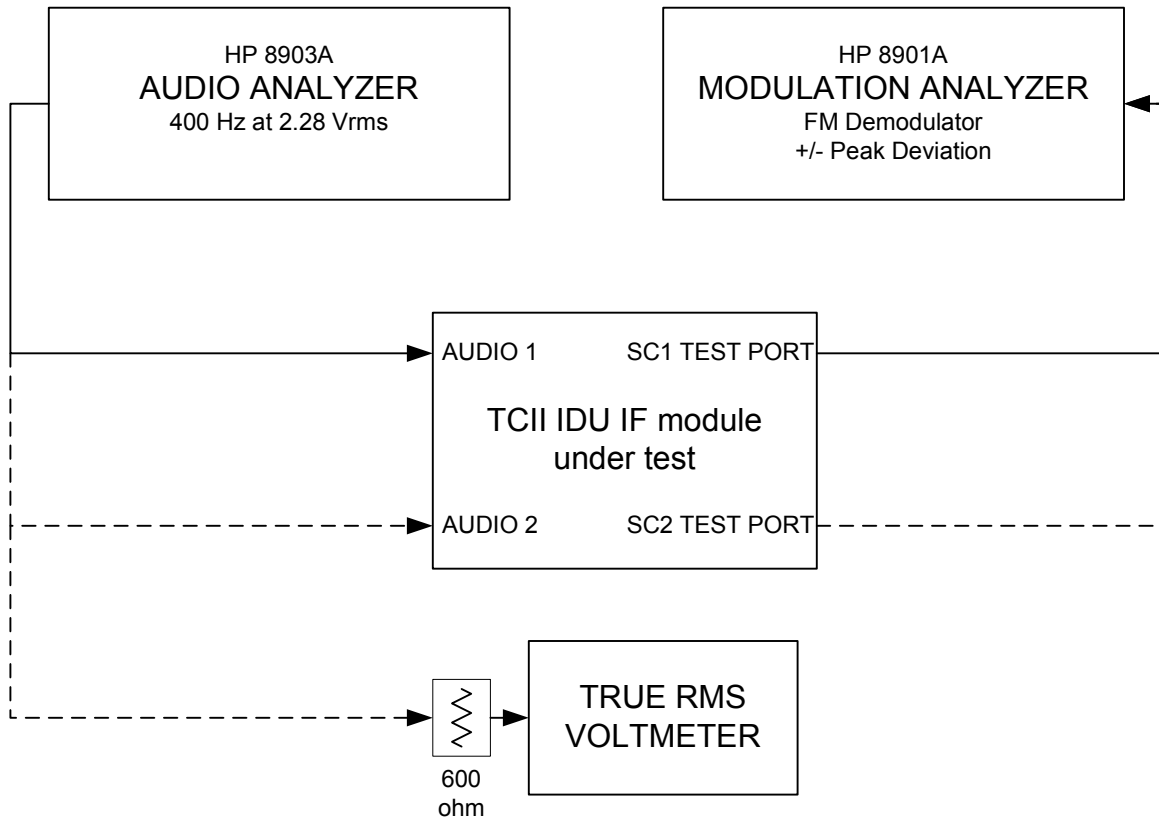 HP 8903A
AUDIO ANALYZER
400 Hz at 2.28 Vrms
HP 8901A
MODULATION ANALYZER
FM Demodulator
+/- Peak Deviation
AUDIO 1
SC1 TEST PORT
TCII IDU IF module
under test
AUDIO 2
SC2 TEST PORT
TRUE RMS
VOLTMETER
600
ohm